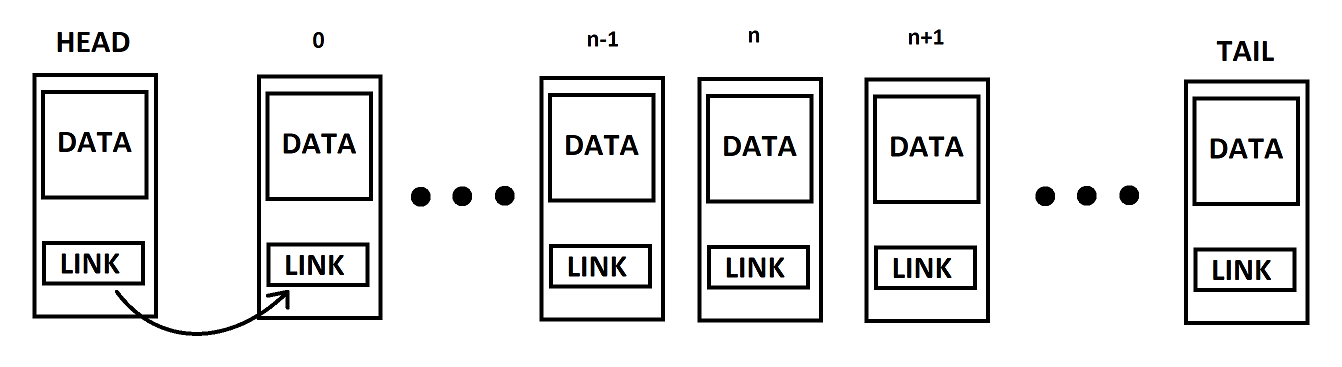 HEAD
0
n-1
n
n+1
TAIL
DATA
DATA
DATA
DATA
DATA
DATA
LINK
LINK
LINK
LINK
LINK
LINK